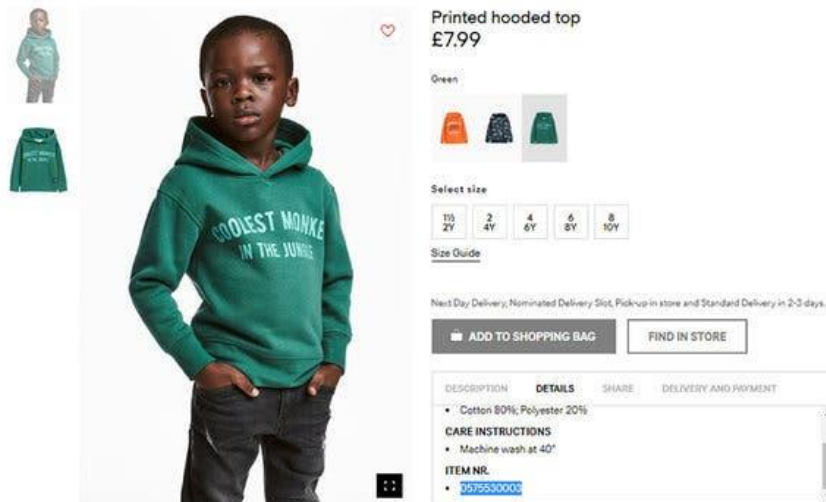 Printed hooded top
£7.99
Green
COOLEST MONKE
IN THE JUNGLE
Select size
1½ 2 4 6 8
2Y 4Y 6Y 8Y 10Y
Size Guide
Next Day Delivery, Nominated Delivery Slot, Pick-up in store and Standard Delivery in 2-3 days.
ADD TO SHOPPING BAG FIND IN STORE
DESCRIPTION DETAILS SHARE DELIVERY AND PAYMENT
• Cotton 80%; Polyester 20%
CARE INSTRUCTIONS
• Machine wash at 40°
ITEM NR.
• 0575530003